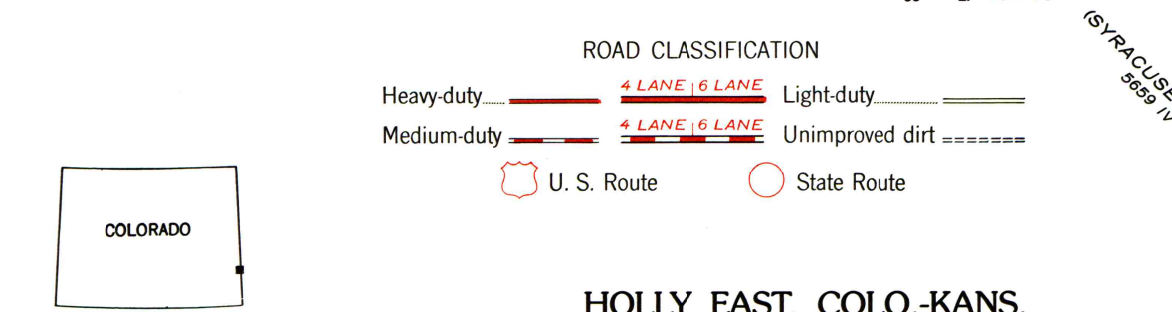 (SYRACUSE
5659 IV
ROAD CLASSIFICATION
Heavy-duty
4 LANE | 6 LANE
Light-duty
Medium-duty
4 LANE | 6 LANE
Unimproved dirt
U. S. Route
State Route
COLORADO
HOLLY EAST, COLO.-KANS.